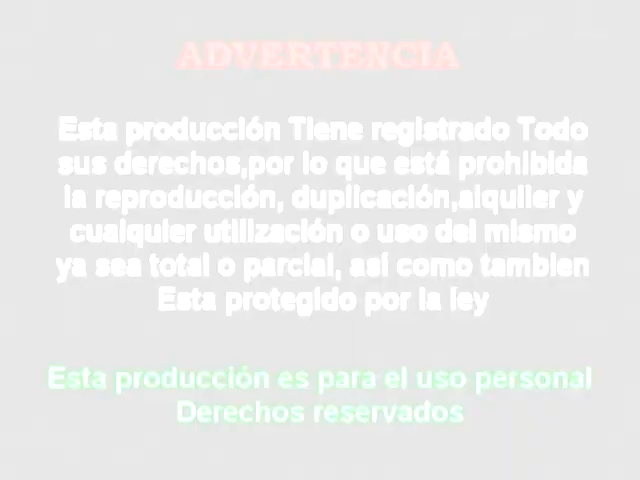 ADVERTENCIA
Esta producción Tiene registrado Todo
sus derechos,por lo que está prohibida
la reproducción, duplicación,alquiler y
cualquier utilización o uso del mismo
ya sea total o parcial, asi como tambien
Esta protegido por la ley
Esta producción es para el uso personal
Derechos reservados